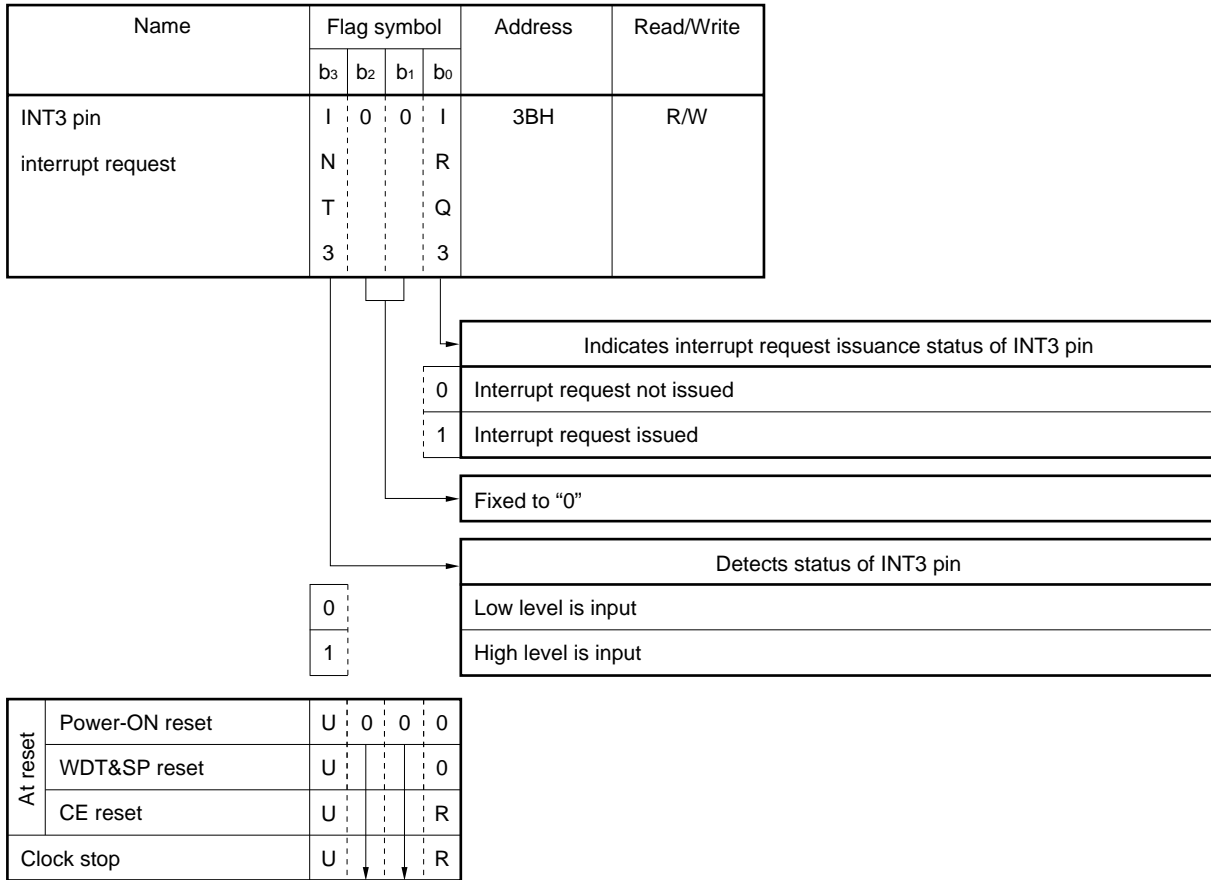 Name Flag symbol Address Read/Write
b3 b2 b1 b0
INT3 pin I 0 0 I 3BH R/W
interrupt request N R
T Q
3 3
Indicates interrupt request issuance status of INT3 pin
0 Interrupt request not issued
1 Interrupt request issued
Fixed to “0”
Detects status of INT3 pin
0 Low level is input
1 High level is input
At reset
Power-ON reset U 0 0 0
WDT&SP reset U 0
CE reset U R
Clock stop U R